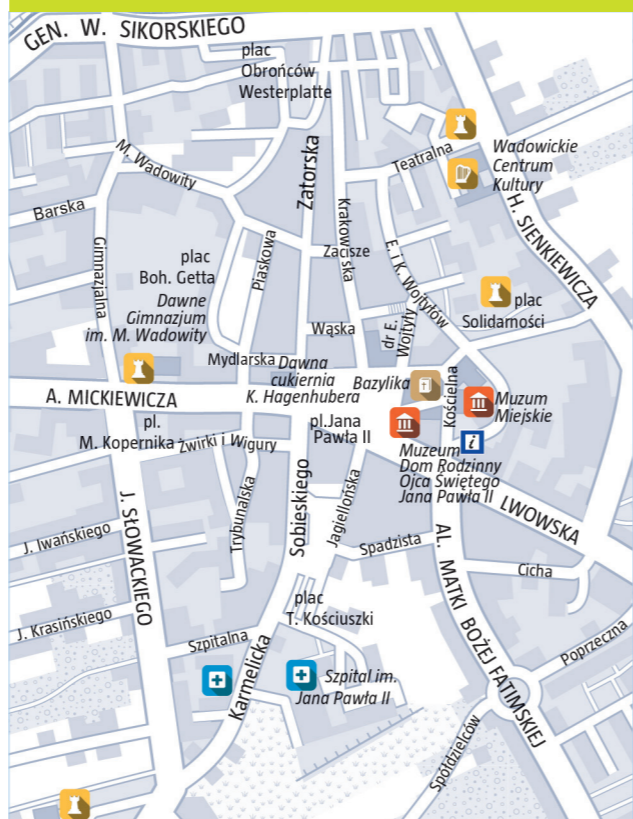 GEN. W. SIKORSKIEGO
plac
Obrońców
Westerplatte
Teatralna
Wadowickie
Centrum
Kultury
M. Wadowity
Zatorska
Krakowska
Barska
H. SIENKIEWICZA
Gimnazjalna
Zacisze
E. i K. Wojtyłów
plac
Boh. Getta
Piaskowa
Dawne
Gimnazjum
im. M. Wadowity
plac
Solidarności
Wąska
dr E.
Wojtyły
Mydlarska
Dawna
cukiernia
K. Hagenhubera
Bazylika
Kościelna
Muzum
Miejskie
A. MICKIEWICZA
pl.
M. Kopernika
pl.Jana
Pawła II
Żwirki i Wigury
i
Muzeum
Dom Rodzinny
Ojca Świętego
Jana Pawła II
LWOWSKA
Trybunalska
Sobieskiego
Jagiellońska
J. SŁOWACKIEGO
J. Iwańskiego
Spadzista
AL. MATKI BOŻEJ FATIMSKIEJ
Cicha
plac
T. Kościuszki
J. Krasińskiego
Szpitalna
Poprzeczna
Karmelicka
Szpital im.
Jana Pawła II
Spółdzielców